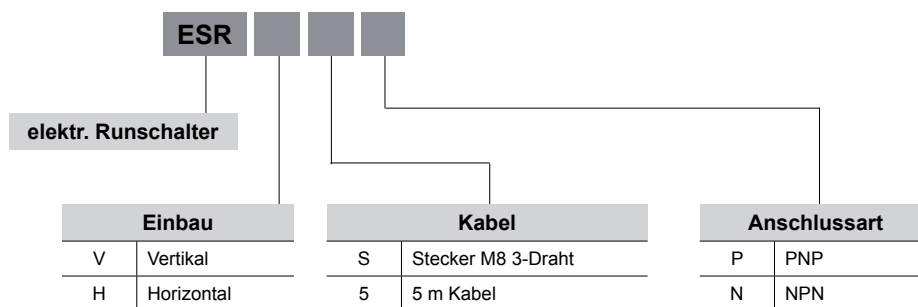 ESR
elektr. Runschalter
Einbau
V Vertikal
H Horizontal
Kabel
S Stecker M8 3-Draht
5 5 m Kabel
Anschlussart
P PNP
N NPN